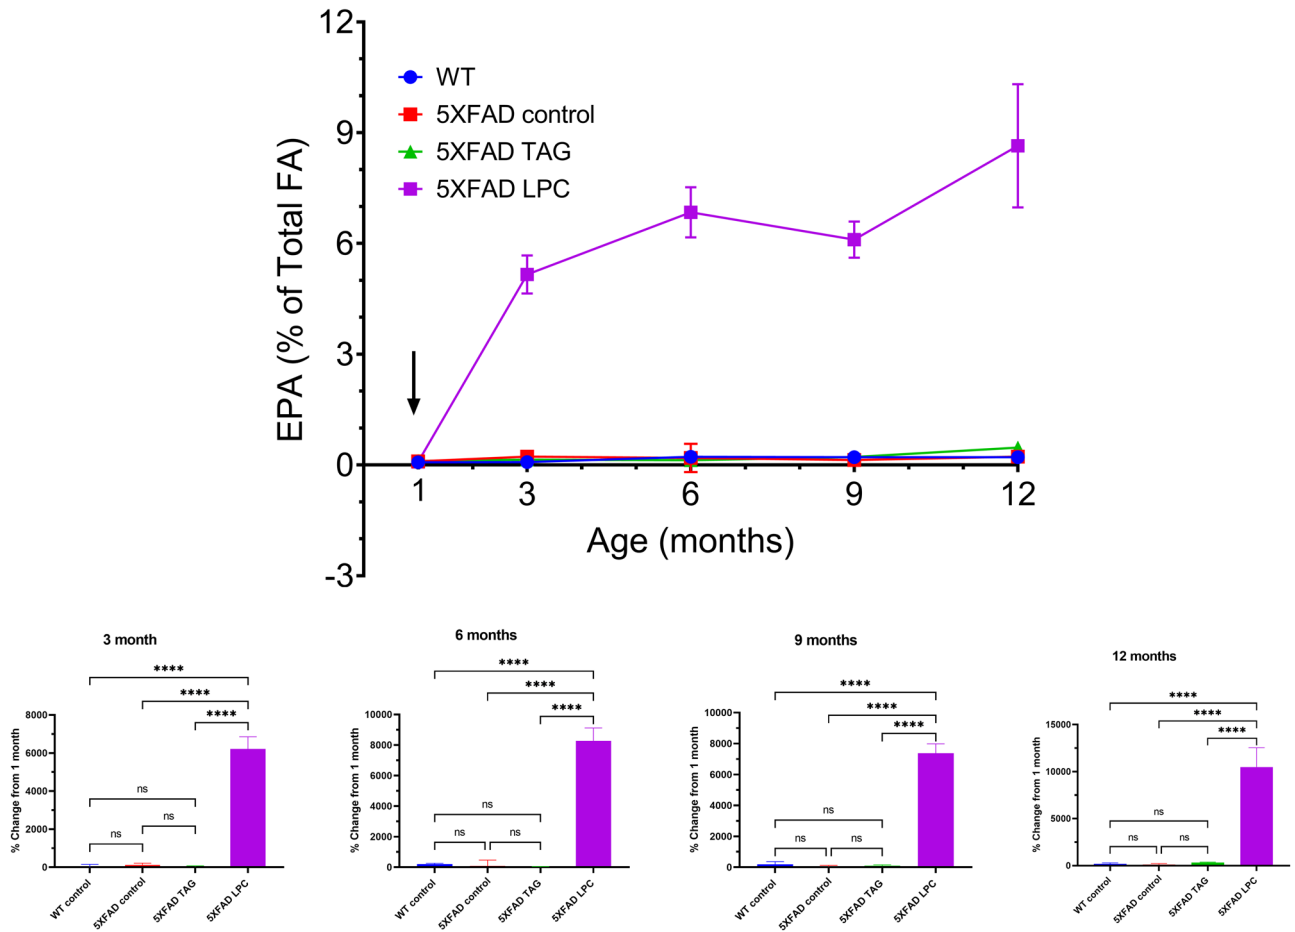 12
9
6
3
0
-3
EPA (% of Total FA)
WT
5XFAD control
5XFAD TAG
5XFAD LPC
1 3 6 9 12
Age (months)
3 month
****
****
****
ns
ns
ns
8000
6000
4000
2000
0
% Change from 1 month
WT control
5XFAD control
5XFAD TAG
5XFAD LPC
6 months
****
****
****
ns
ns ns
10000
8000
6000
4000
2000
0
% Change from 1 month
WT control
5XFAD control
5XFAD TAG
5XFAD LPC
9 months
****
****
****
ns
ns ns
10000
8000
6000
4000
2000
0
% Change from 1 month
WT control
5XFAD control
5XFAD TAG
5XFAD LPC
12 months
****
****
****
ns
ns ns
15000
10000
5000
0
% Change from 1 month
WT control
5XFAD control
5XFAD TAG
5XFAD LPC